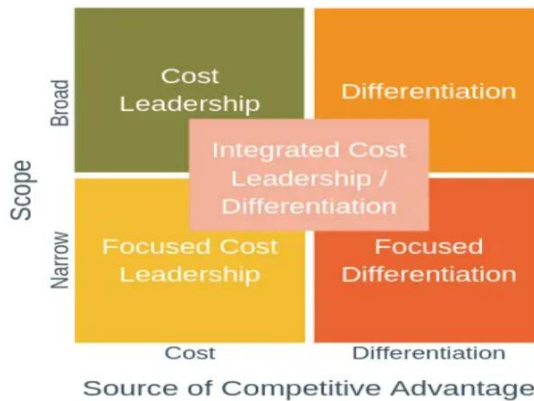 Cost
Leadership
Differentiation
Integrated Cost
Leadership /
Differentiation
Focused Cost
Leadership
Focused
Differentiation
Scope
Broad
Narrow
Cost
Differentiation
Source of Competitive Advantage